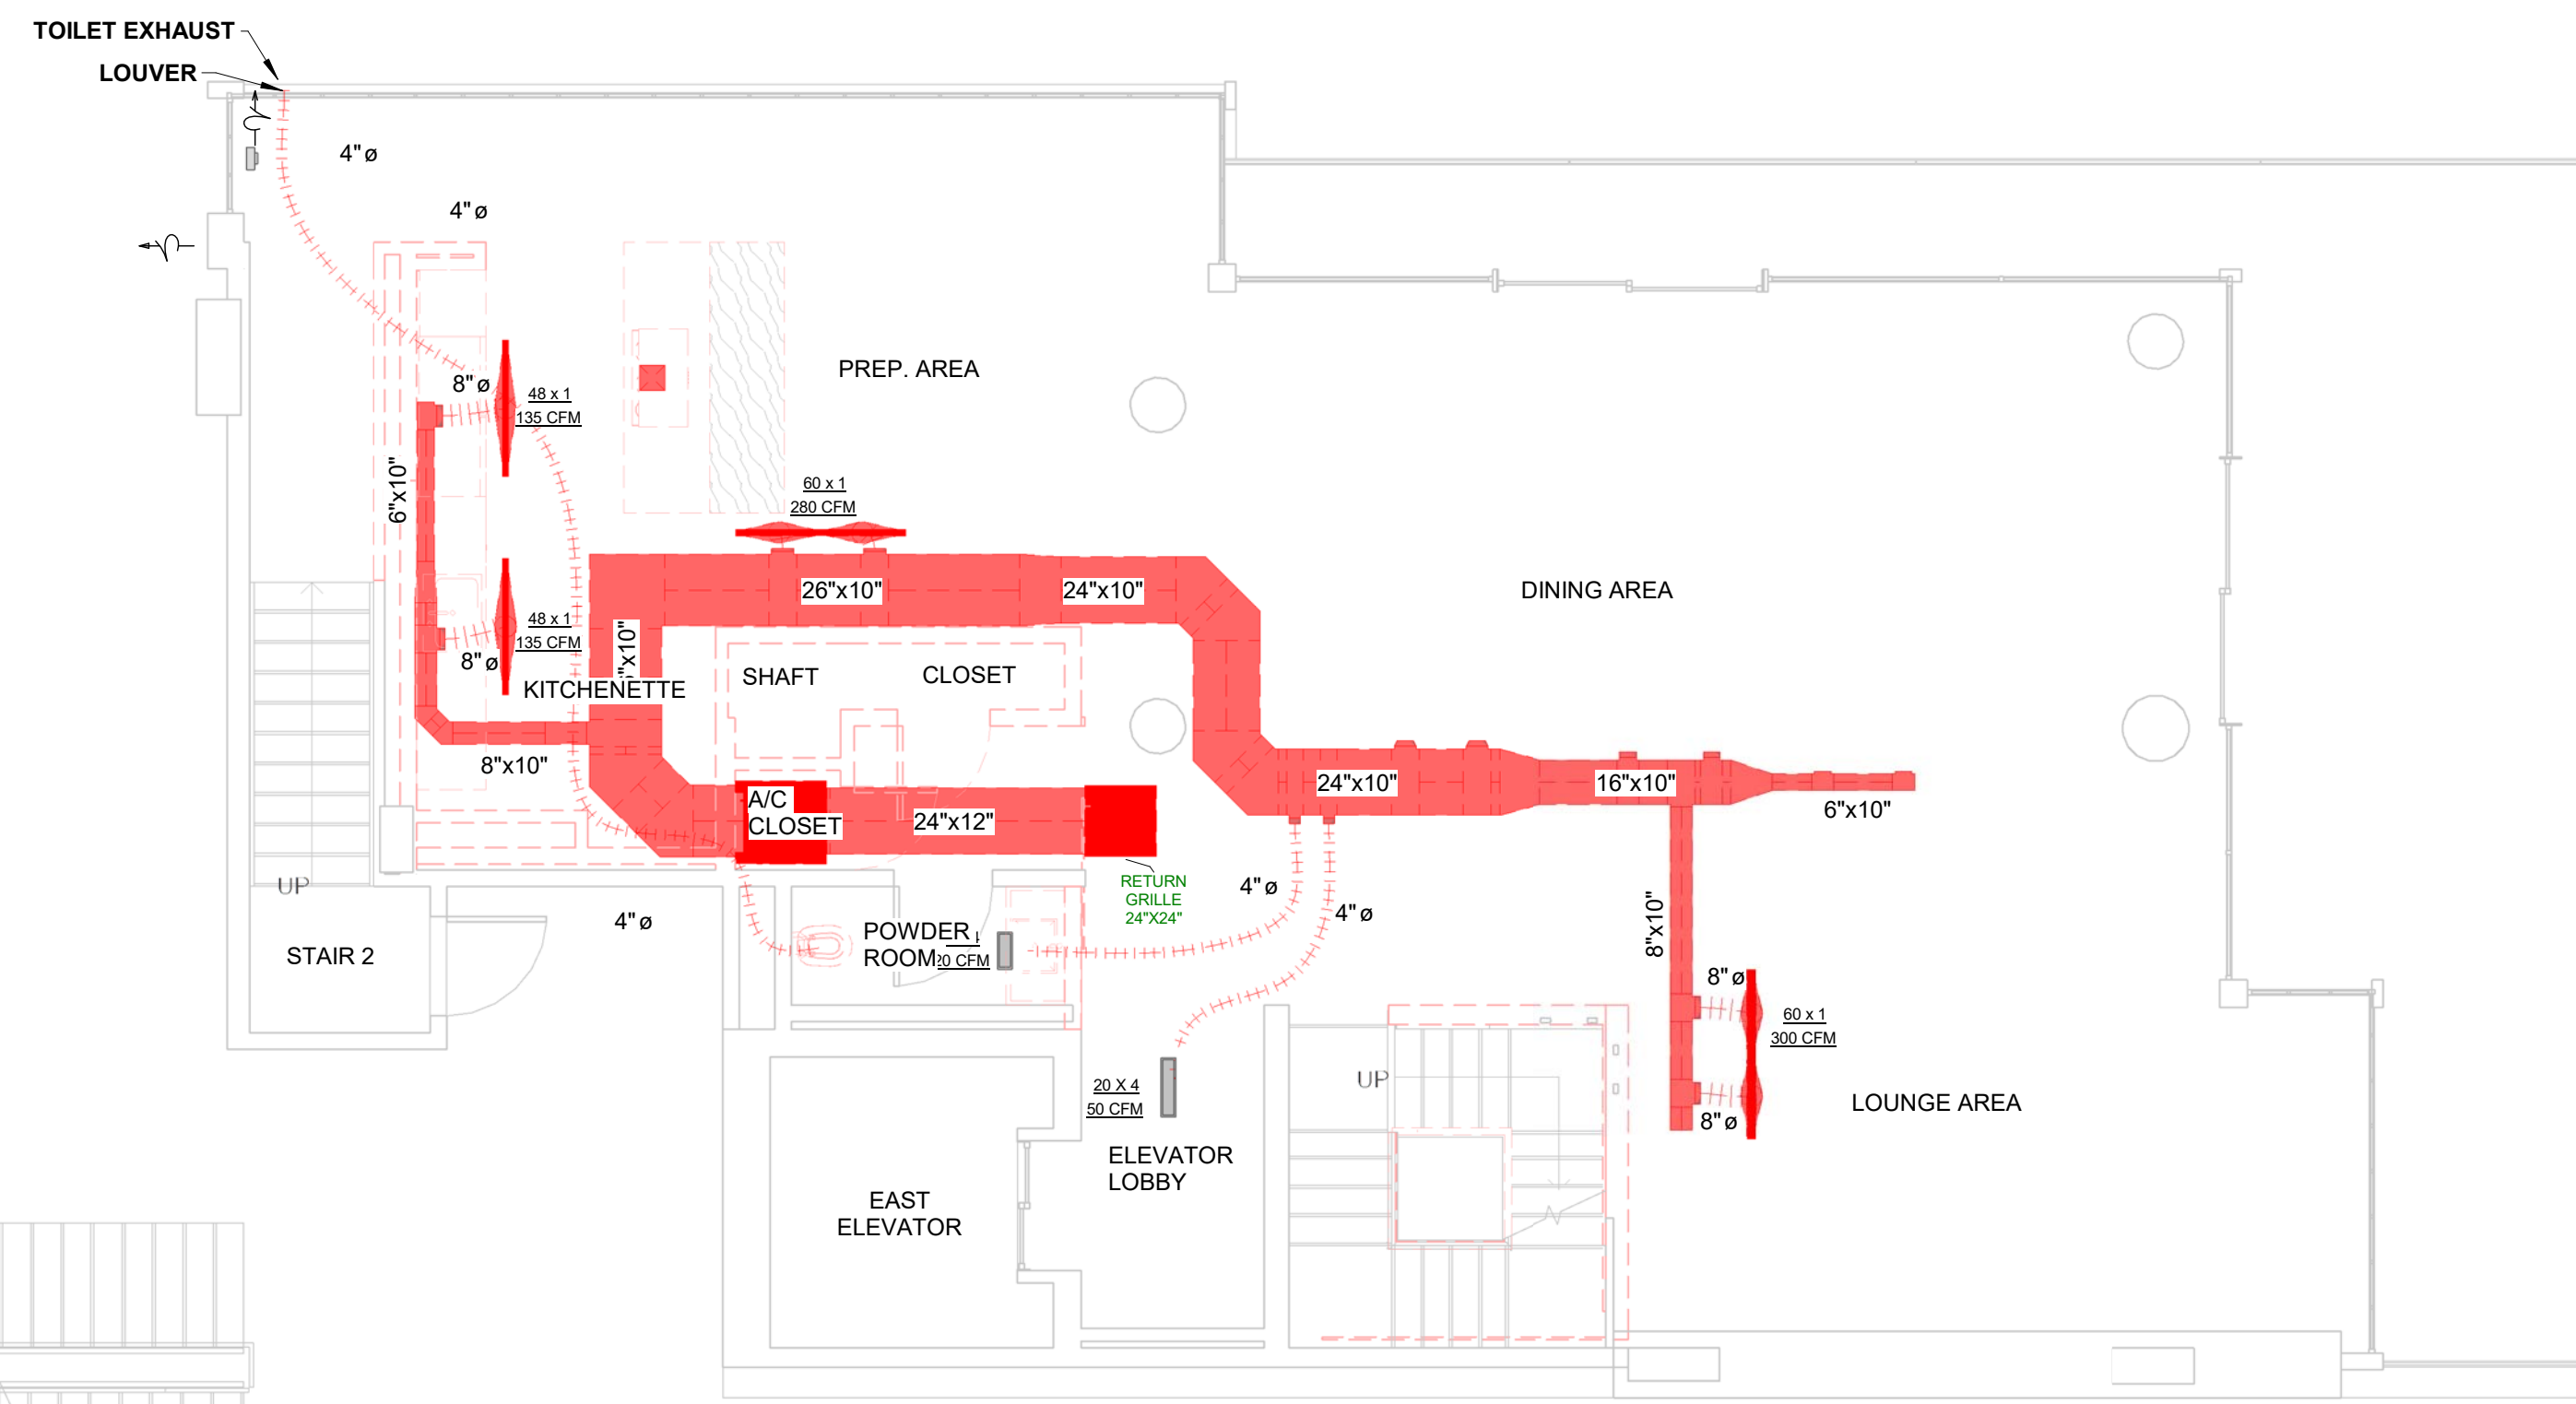 TOILET EXHAUST
LOUVER
4"ø
4"ø
8"ø
48 x 1
135 CFM
PREP. AREA
6"x10"
60 x 1
280 CFM
26"x10"
24"x10"
DINING AREA
48 x 1
135 CFM
8"ø
"x10"
KITCHENETTE
SHAFT
CLOSET
8"x10"
A/C
CLOSET
24"x12"
24"x10"
16"x10"
6"x10"
RETURN
GRILLE
24"X24"
UP
4"ø
4"ø
4"ø
8"x10"
POWDER
ROOM
20 CFM
STAIR 2
8"ø
60 x 1
300 CFM
20 X 4
50 CFM
UP
8"ø
LOUNGE AREA
ELEVATOR
LOBBY
EAST
ELEVATOR